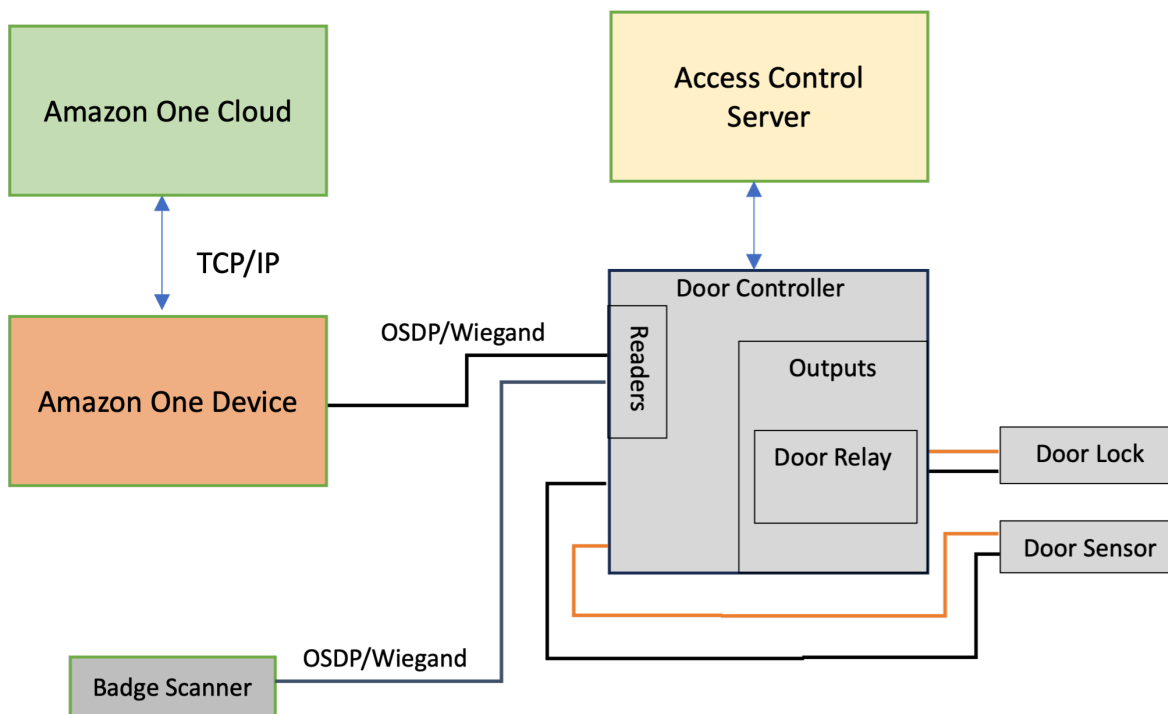 Amazon One Cloud
Access Control
Server
TCP/IP
Door Controller
OSDP/Wiegand
Readers
Outputs
Amazon One Device
Door Relay
Door Lock
Door Sensor
OSDP/Wiegand
Badge Scanner